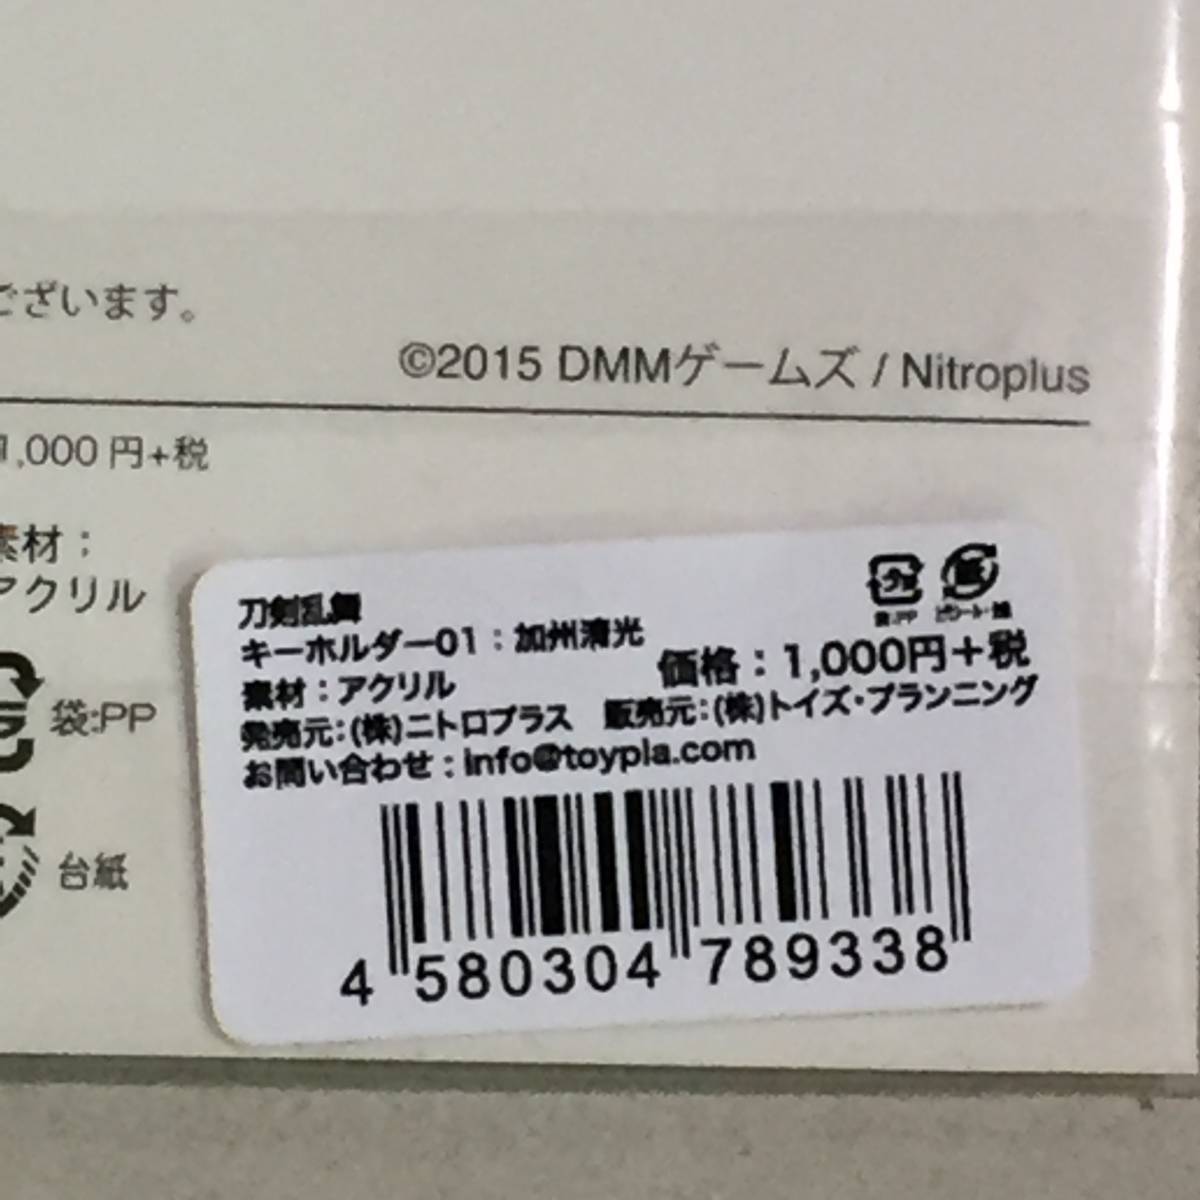 ございます。
©2015 DMMゲームズ / Nitroplus
1,000 円+税
素材：
アクリル
袋:PP
台紙
刀剣乱舞
キーホルダー01：加州清光
価格：1,000円＋税
素材：アクリル
発売元：(株)ニトロプラス　販売元：(株)トイズ・プランニング
お問い合わせ：info@toypla.com
4 580304 789338